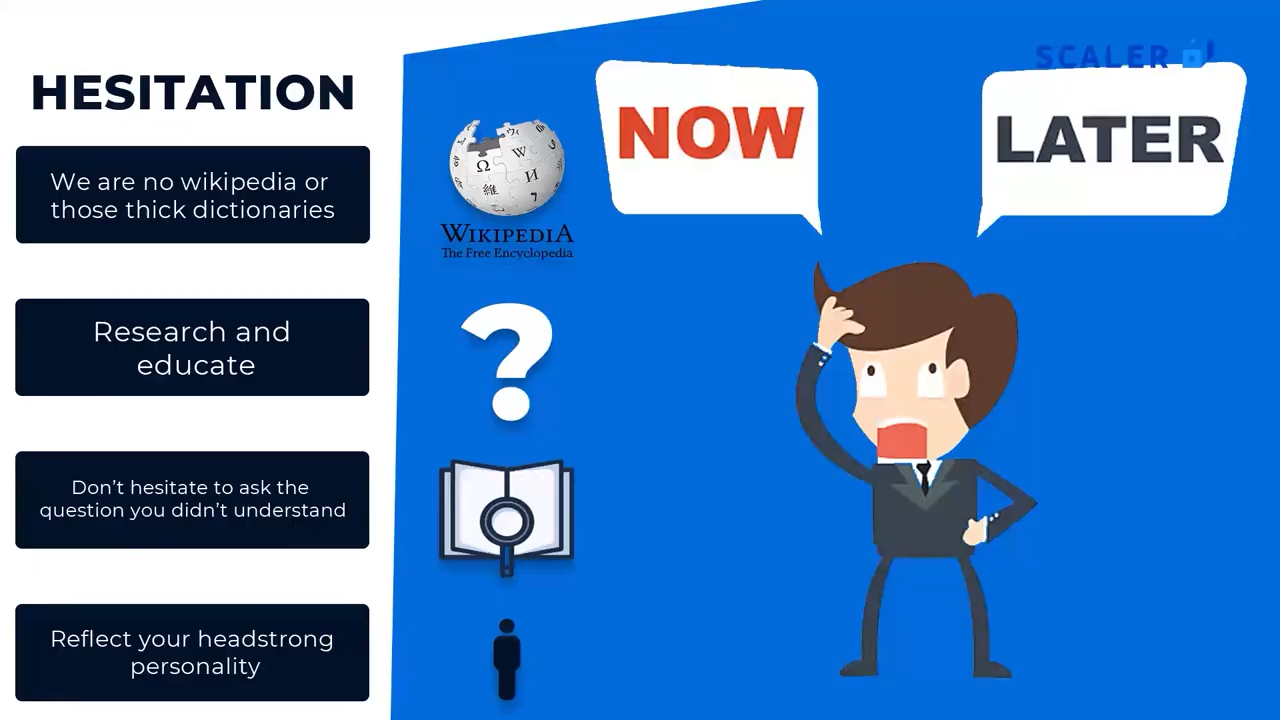 HESITATION
We are no wikipedia or
those thick dictionaries
Research and
educate
Don't hesitate to ask the
question you didn't understand
Reflect your headstrong
personality
WIKIPEDIA
The Free Encyclopedia
?
NOW
LATER
SCALER